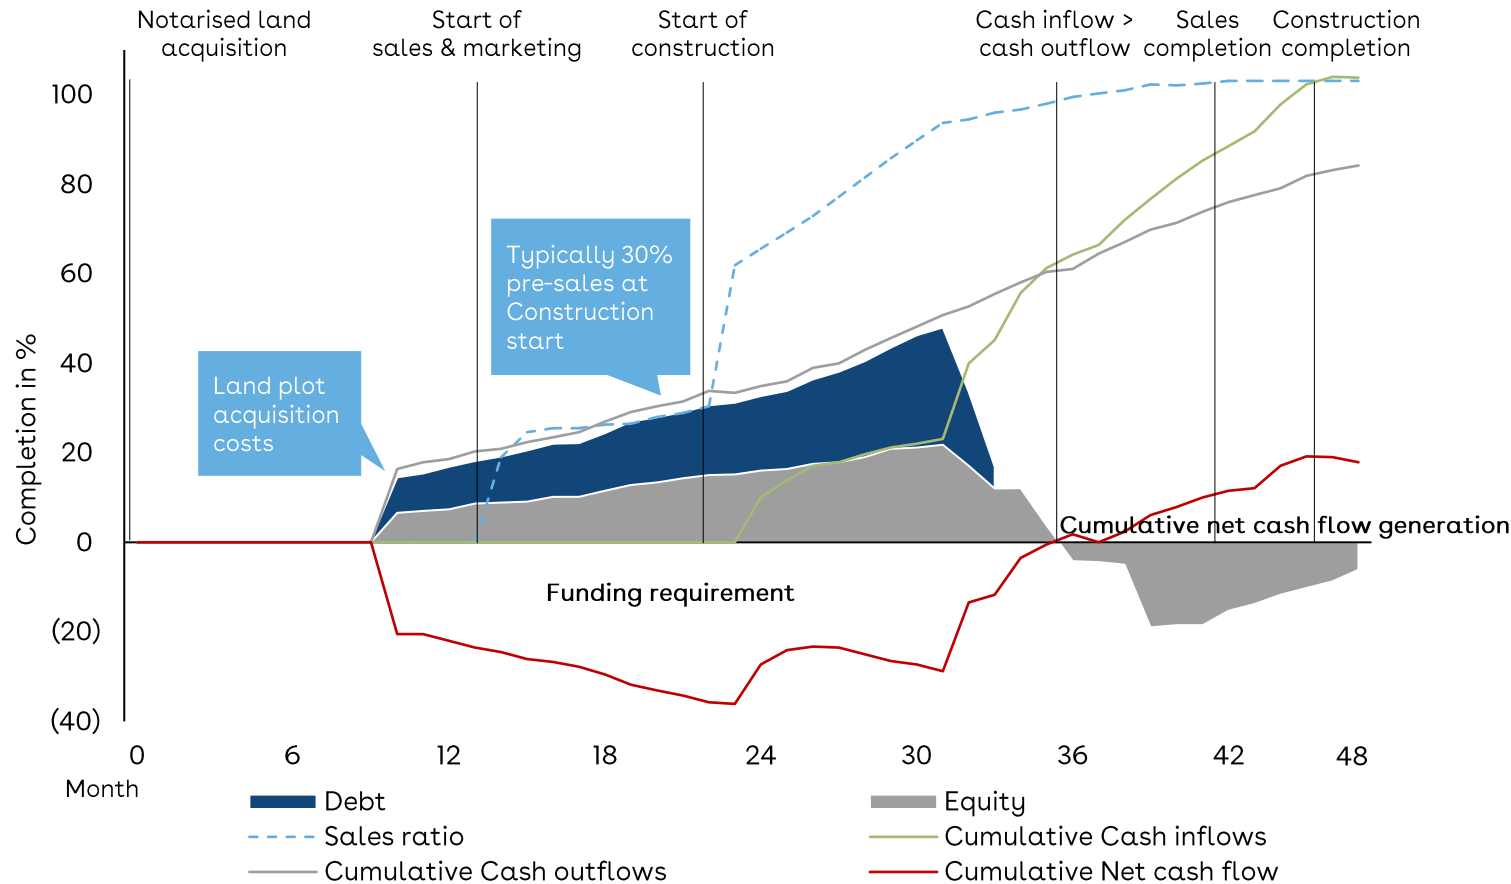 Notarised land
acquisition
Start of
sales & marketing
Start of
construction
Cash inflow >
cash outflow
Sales
completion
Construction
completion
Completion in %
100
80
60
40
20
0
(20)
(40)
Typically 30%
pre-sales at
Construction
start
Land plot
acquisition
costs
Cumulative net cash flow generation
Funding requirement
0 6 12 18 24 30 36 42 48
Month
Debt
Equity
Sales ratio
Cumulative Cash inflows
Cumulative Cash outflows
Cumulative Net cash flow